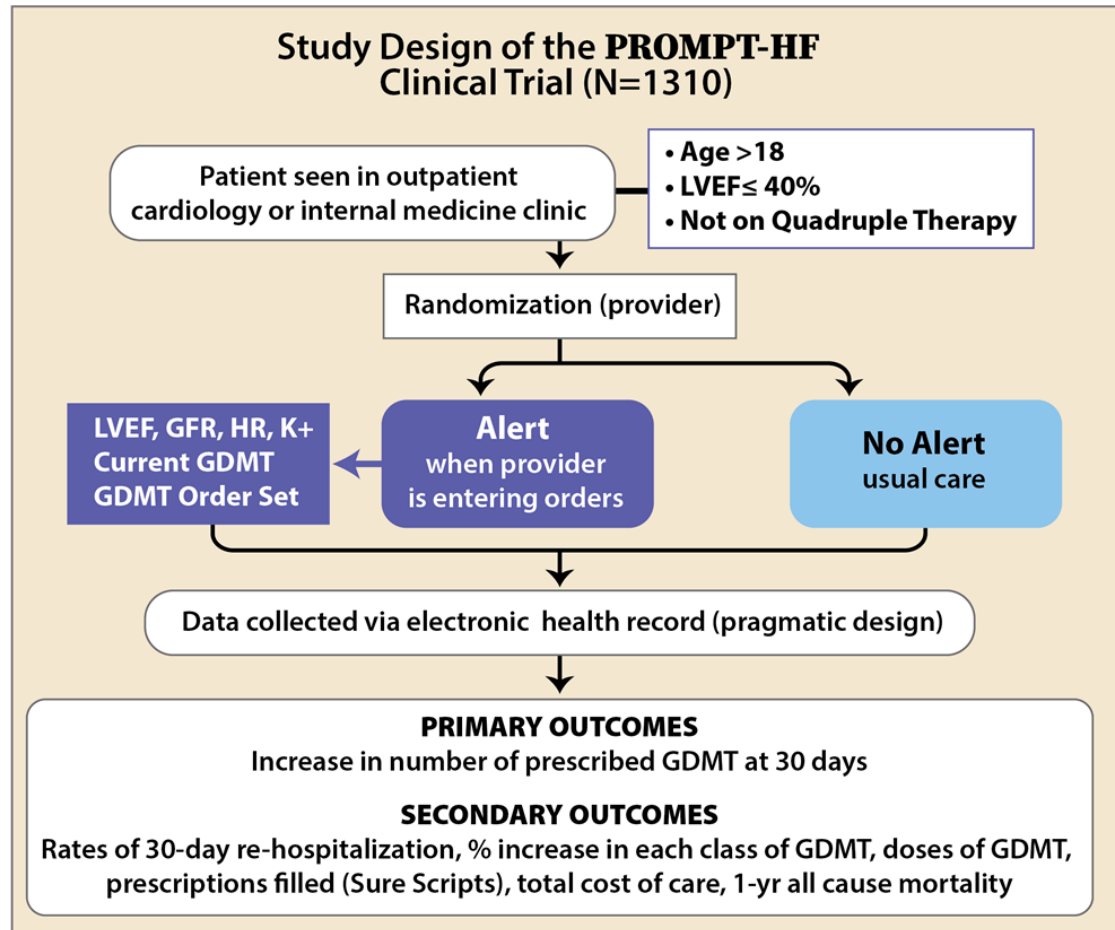 Study Design of the PROMPT-HF
Clinical Trial (N=1310)
Patient seen in outpatient
cardiology or internal medicine clinic
• Age >18
• LVEF≤ 40%
• Not on Quadruple Therapy
Randomization (provider)
LVEF, GFR, HR, K+
Current GDMT
GDMT Order Set
Alert
when provider
is entering orders
No Alert
usual care
Data collected via electronic health record (pragmatic design)
PRIMARY OUTCOMES
Increase in number of prescribed GDMT at 30 days
SECONDARY OUTCOMES
Rates of 30-day re-hospitalization, % increase in each class of GDMT, doses of GDMT,
prescriptions filled (Sure Scripts), total cost of care, 1-yr all cause mortality